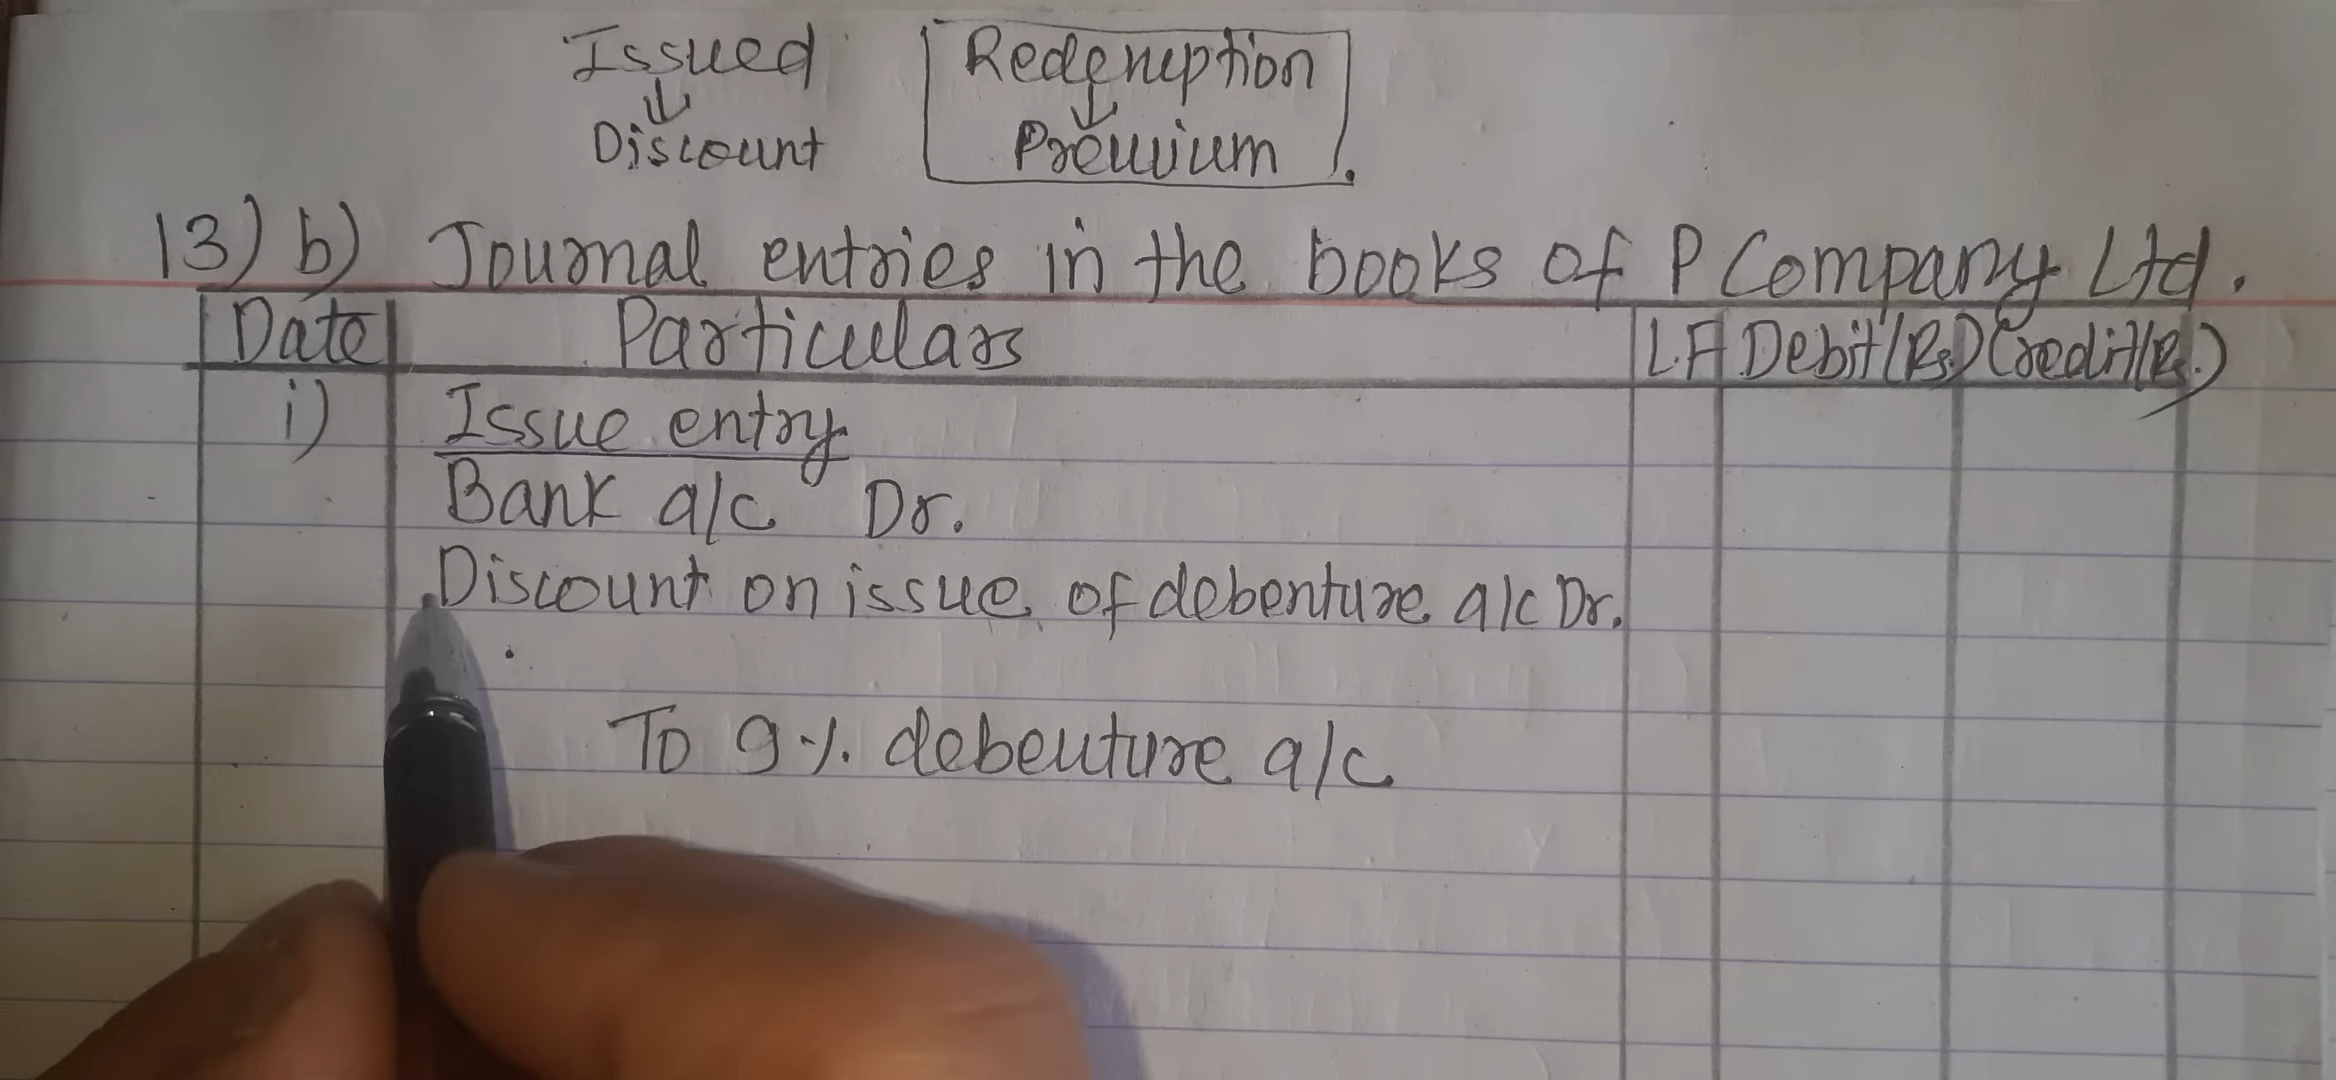 Issued Redemption
↓ ↓
Discount Premium.
13) b) Journal entries in the books of P Company Ltd.
Date Particulars L.F Debit(Rs.) Credit(Rs.)
i) Issue entry
Bank a/c Dr.
Discount on issue of debenture a/c Dr.
To 9% debenture a/c